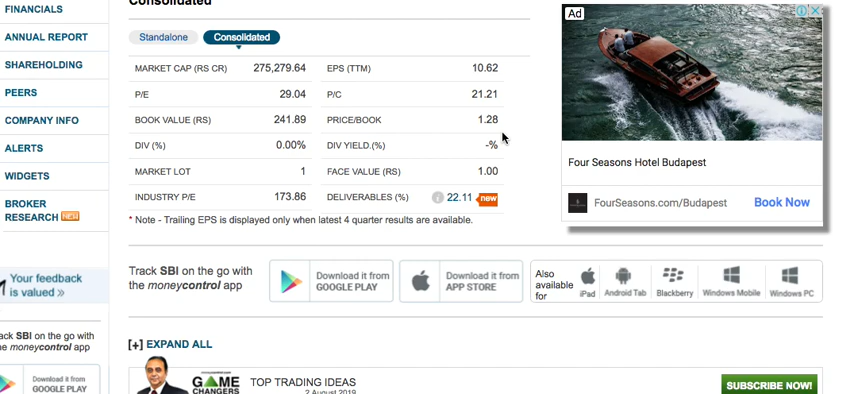 FINANCIALS
ANNUAL REPORT
SHAREHOLDING
PEERS
COMPANY INFO
ALERTS
WIDGETS
BROKER
RESEARCH NEW
Your feedback
is valued »
ack SBI on the go with
e moneycontrol app
Download it from
GOOGLE PLAY
Consolidated
Standalone Consolidated
MARKET CAP (RS CR) 275,279.64 EPS (TTM) 10.62
P/E 29.04 P/C 21.21
BOOK VALUE (RS) 241.89 PRICE/BOOK 1.28
DIV (%) 0.00% DIV YIELD.(%) -%
MARKET LOT 1 FACE VALUE (RS) 1.00
INDUSTRY P/E 173.86 DELIVERABLES (%) i 22.11 new
* Note - Trailing EPS is displayed only when latest 4 quarter results are available.
Track SBI on the go with
the moneycontrol app
Download it from
GOOGLE PLAY
Download it from
APP STORE
Also
available
for
iPad
Android Tab
Blackberry
Windows Mobile
Windows PC
[+] EXPAND ALL
GAME
CHANGERS
TOP TRADING IDEAS
2 August 2019
SUBSCRIBE NOW!
Ad
Four Seasons Hotel Budapest
FourSeasons.com/Budapest
Book Now